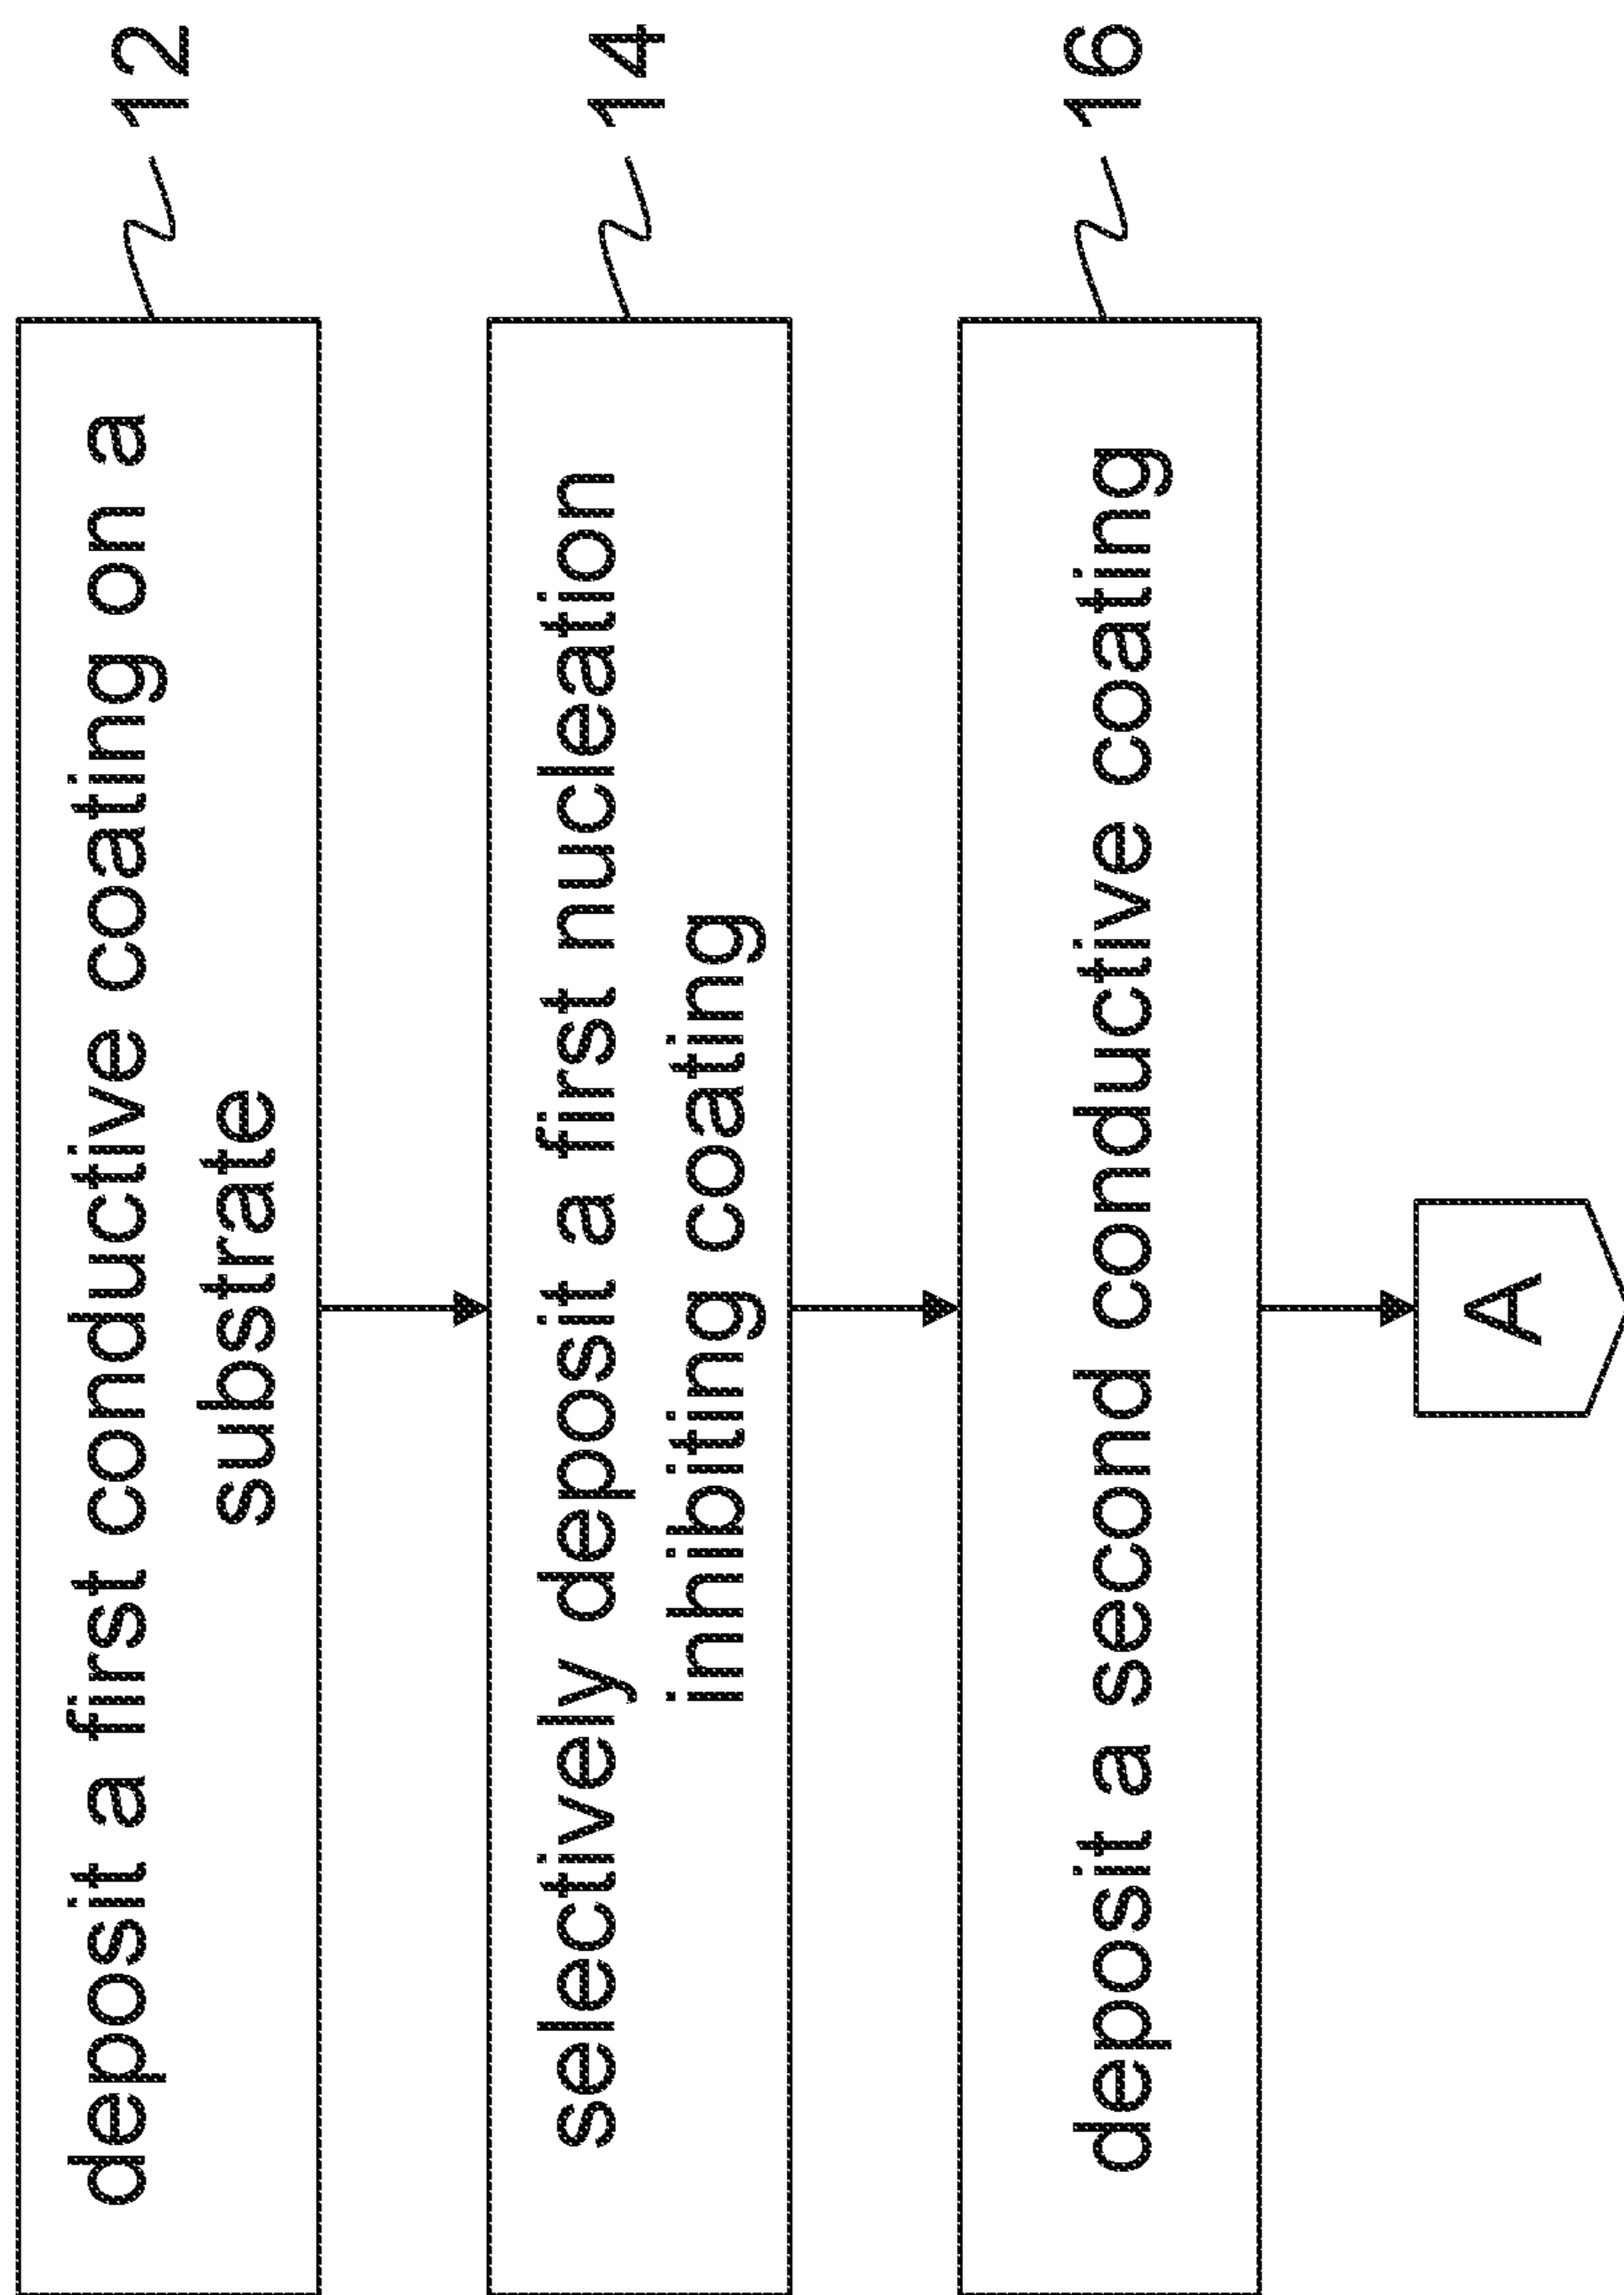 deposit a first conductive coating on a
substrate
12
selectively deposit a first nucleation
inhibiting coating
14
deposit a second conductive coating
16
A